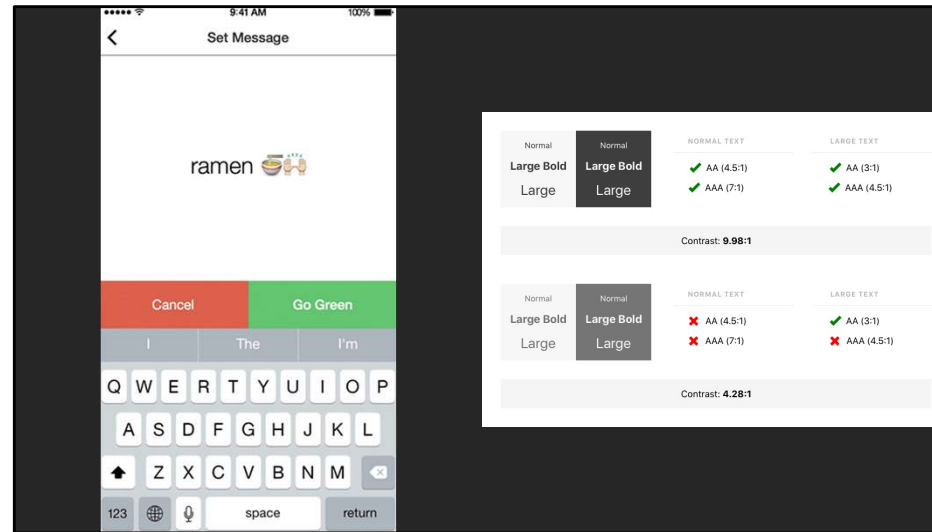 9:41 AM 100%
Set Message
ramen 🍜🙌🏻
Cancel Go Green
I The I'm
Q W E R T Y U I O P
A S D F G H J K L
Z X C V B N M
123 space return
Normal Normal NORMAL TEXT LARGE TEXT
Large Bold Large Bold AA (4.5:1) AA (3:1)
Large Large AAA (7:1) AAA (4.5:1)
Contrast: 9.98:1
Normal Normal NORMAL TEXT LARGE TEXT
Large Bold Large Bold AA (4.5:1) AA (3:1)
Large Large AAA (7:1) AAA (4.5:1)
Contrast: 4.28:1